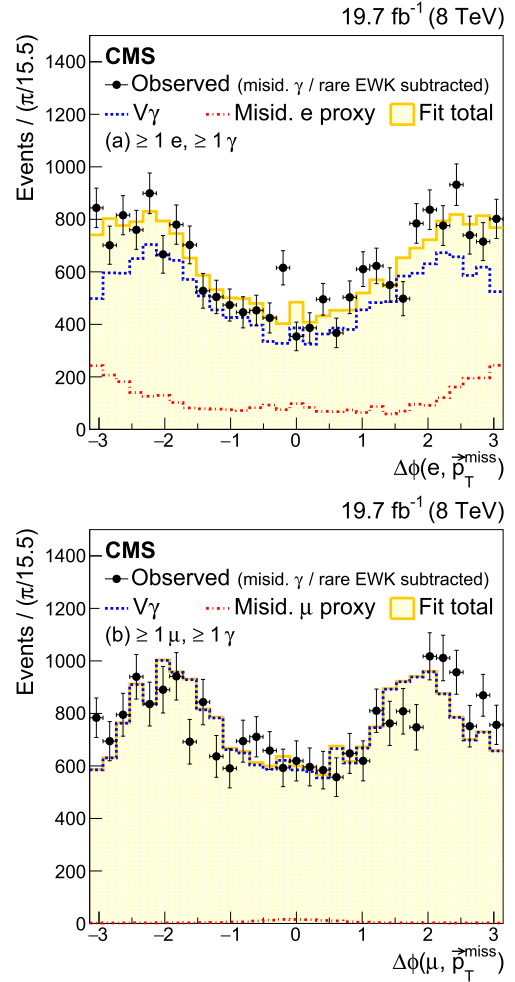 19.7 fb⁻¹ (8 TeV)
Events / (π/15.5)
1400
1200
1000
800
600
400
200
0
CMS
Observed (misid. γ / rare EWK subtracted)
Vγ Misid. e proxy Fit total
(a) ≥ 1 e, ≥ 1 γ
−3 −2 −1 0 1 2 3
Δϕ(e, p⃗_T^miss)
19.7 fb⁻¹ (8 TeV)
Events / (π/15.5)
1400
1200
1000
800
600
400
200
0
CMS
Observed (misid. γ / rare EWK subtracted)
Vγ Misid. μ proxy Fit total
(b) ≥ 1 μ, ≥ 1 γ
−3 −2 −1 0 1 2 3
Δϕ(μ, p⃗_T^miss)